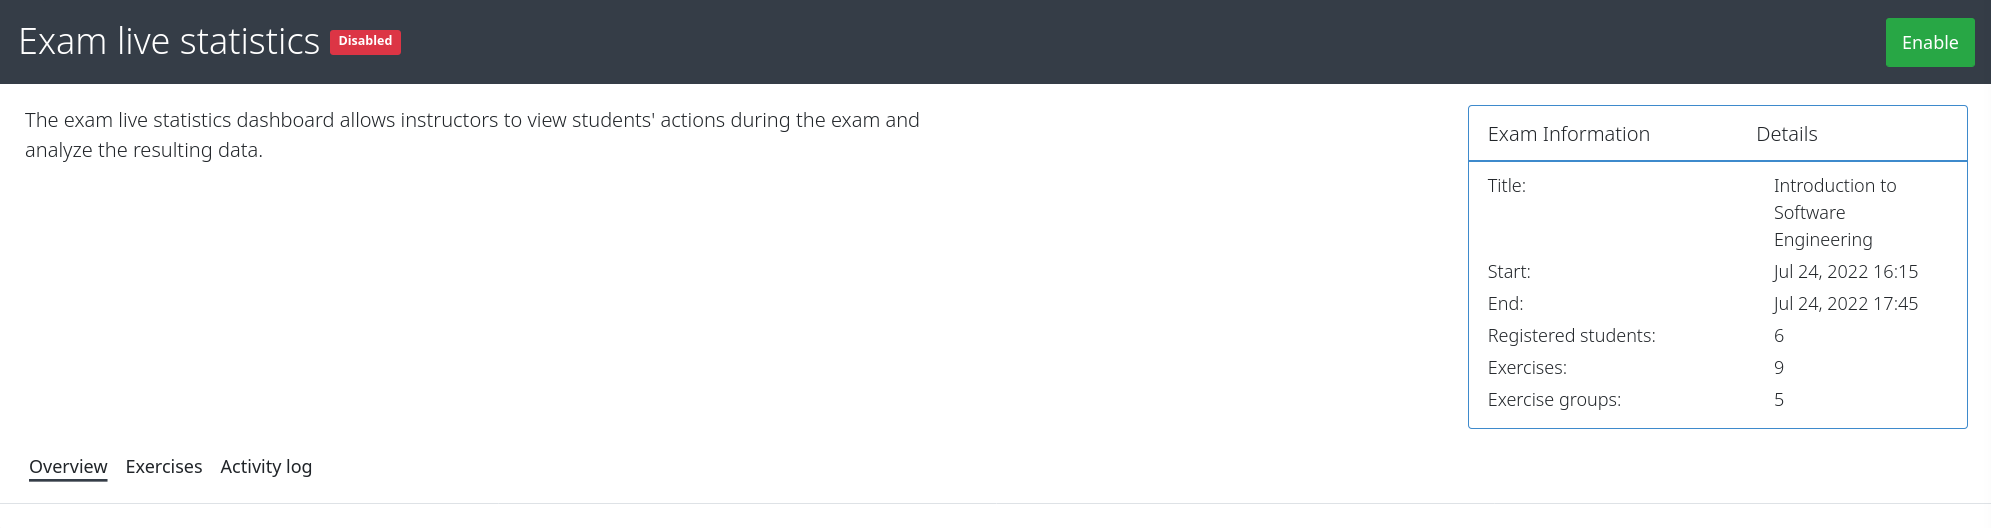 Exam live statistics Disabled
Enable
The exam live statistics dashboard allows instructors to view students' actions during the exam and
analyze the resulting data.
Exam Information Details
Title: Introduction to
Software
Engineering
Start: Jul 24, 2022 16:15
End: Jul 24, 2022 17:45
Registered students: 6
Exercises: 9
Exercise groups: 5
Overview Exercises Activity log